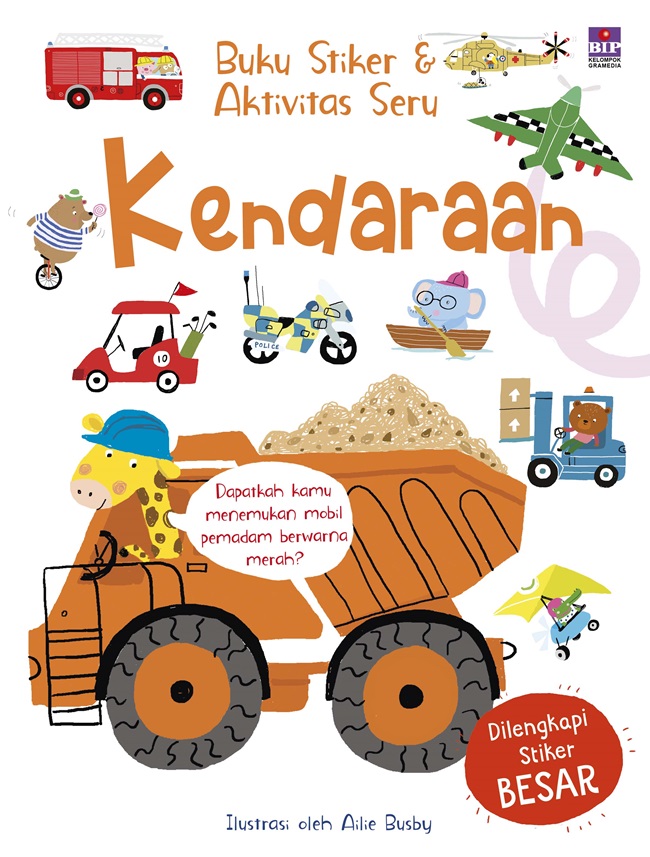 Buku Stiker &
Aktivitas Seru
BIP
KELOMPOK
GRAMEDIA
Kendaraan
10
POLICE
Dapatkah kamu
menemukan mobil
pemadam berwarna
merah?
Dilengkapi
Stiker
BESAR
Ilustrasi oleh Ailie Busby